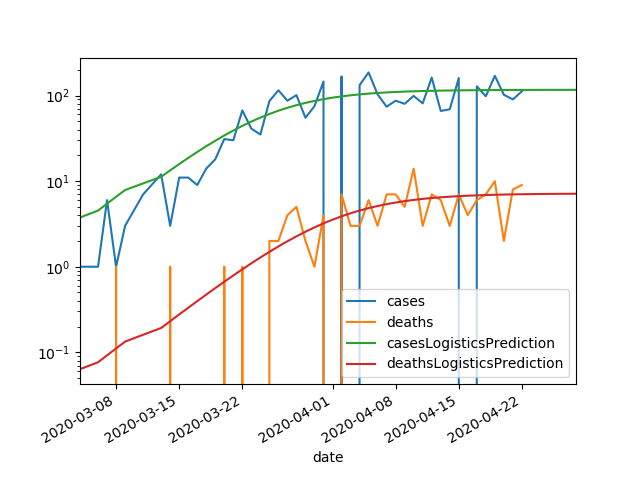 10²
10¹
10⁰
10⁻¹
cases
deaths
casesLogisticsPrediction
deathsLogisticsPrediction
2020-03-08
2020-03-15
2020-03-22
2020-04-01
2020-04-08
2020-04-15
2020-04-22
date